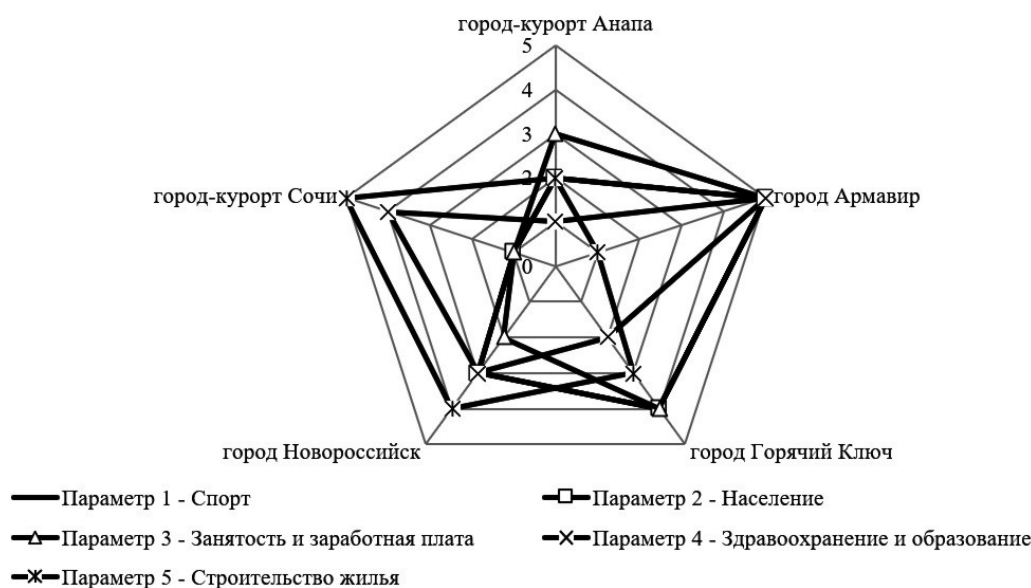 город-курорт Анапа
5
4
3
2
0
город-курорт Сочи
город Армавир
город Новороссийск
город Горячий Ключ
Параметр 1 - Спорт
Параметр 2 - Население
Параметр 3 - Занятость и заработная плата
Параметр 4 - Здравоохранение и образование
Параметр 5 - Строительство жилья